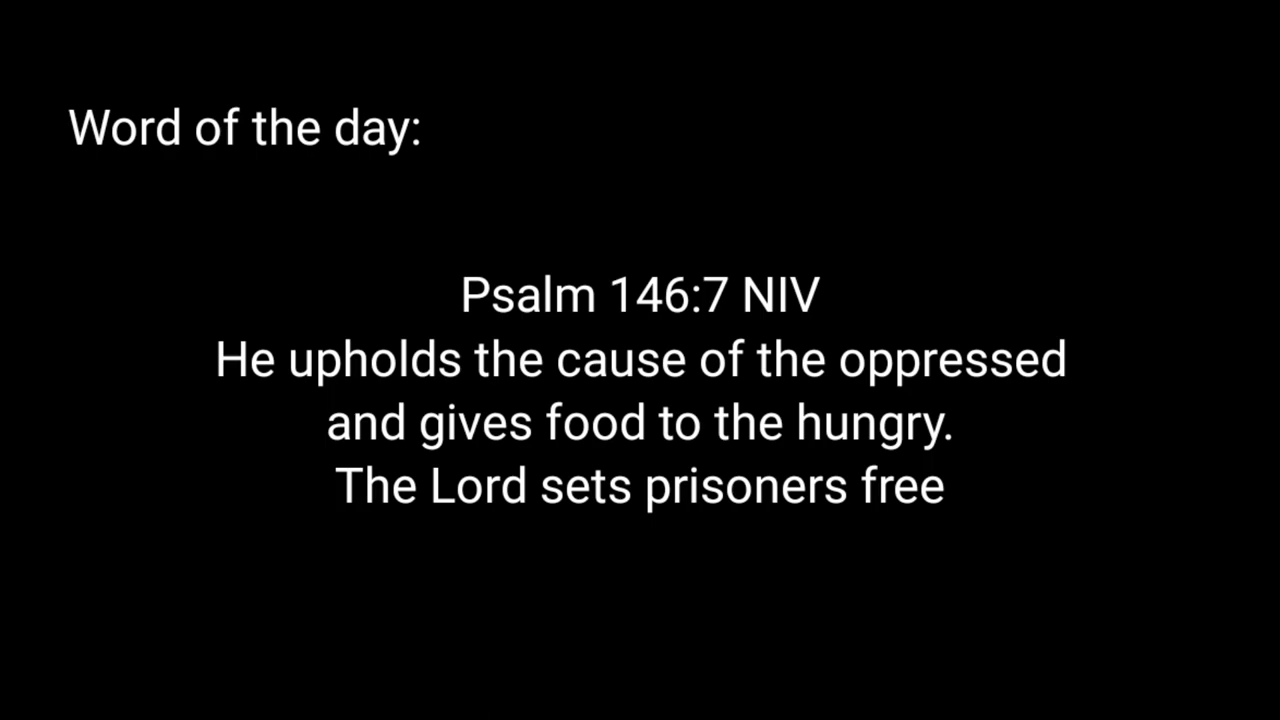 Word of the day:
Psalm 146:7 NIV
He upholds the cause of the oppressed
and gives food to the hungry.
The Lord sets prisoners free